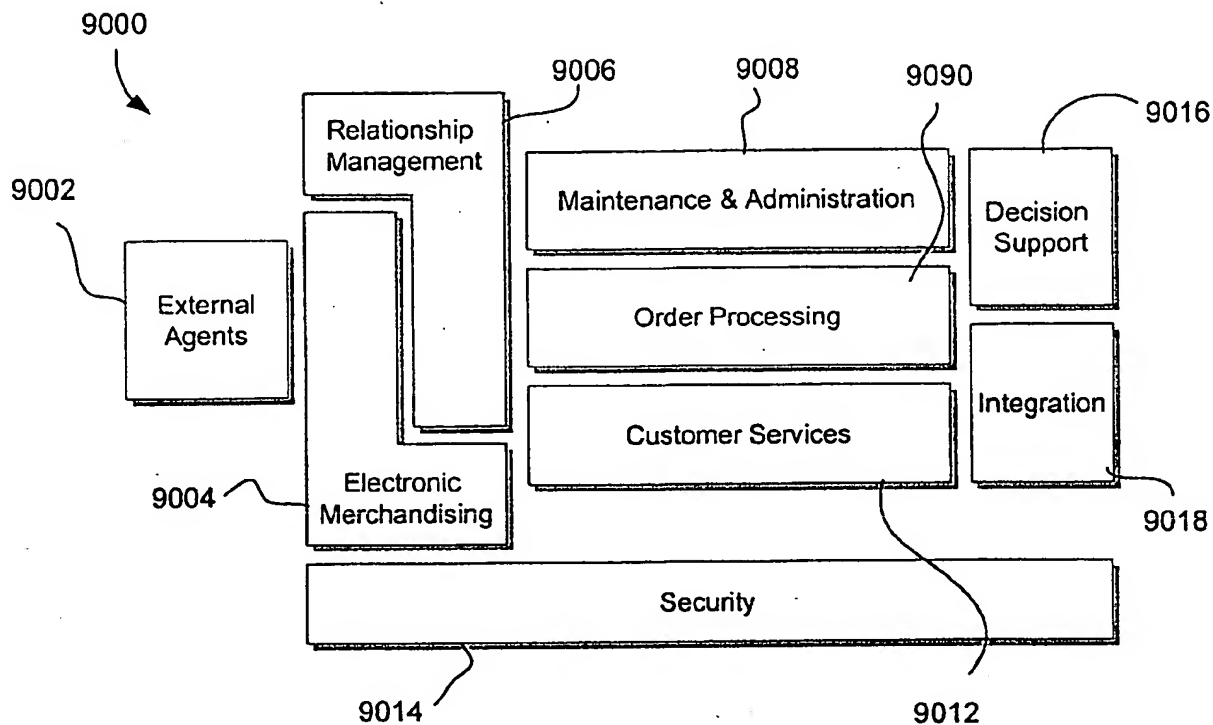 9000
9006
9008
9090
9016
Relationship
Management
9002
Maintenance & Administration
Decision
Support
External
Agents
Order Processing
Integration
Customer Services
9004
Electronic
Merchandising
9018
Security
9014
9012